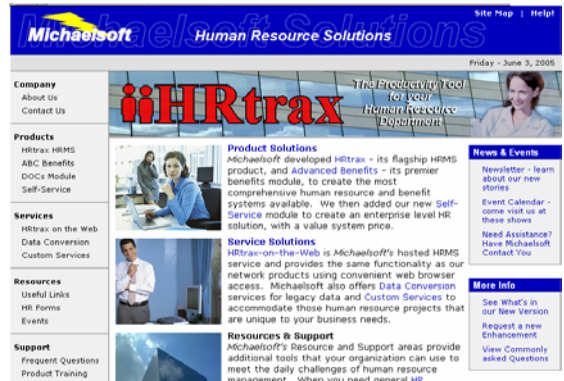 Michaelsoft Solutions
Michaelsoft Human Resource Solutions
Site Map | Help!
Friday - June 3, 2005
Company
About Us
Contact Us
Products
HRtrax HRMS
ABC Benefits
DOCs Module
Self-Service
Services
HRtrax on the Web
Data Conversion
Custom Services
Resources
Useful Links
HR Forms
Events
Support
Frequent Questions
Product Training
HRtrax
The Productivity Tool
for your
Human Resource
Department
Product Solutions
Michaelsoft developed HRtrax - its flagship HRMS
product, and Advanced Benefits - its premier
benefits module, to create the most
comprehensive human resource and benefit
systems available. We then added our new Self-
Service module to create an enterprise level HR
solution, with a value system price.
Service Solutions
HRtrax-on-the-Web is Michaelsoft's hosted HRMS
service and provides the same functionality as our
network products using convenient web browser
access. Michaelsoft also offers Data Conversion
services for legacy data and Custom Services to
accommodate those human resource projects that
are unique to your business needs.
Resources & Support
Michaelsoft's Resource and Support areas provide
additional tools that your organization can use to
meet the daily challenges of human resource
management. When you need general HR
News & Events
Newsletter - learn
about our new
stories
Event Calendar -
come visit us at
these shows
Need Assistance?
Have Michaelsoft
Contact You
More Info
See What's in
our New Version
Request a new
Enhancement
View Commonly
asked Questions